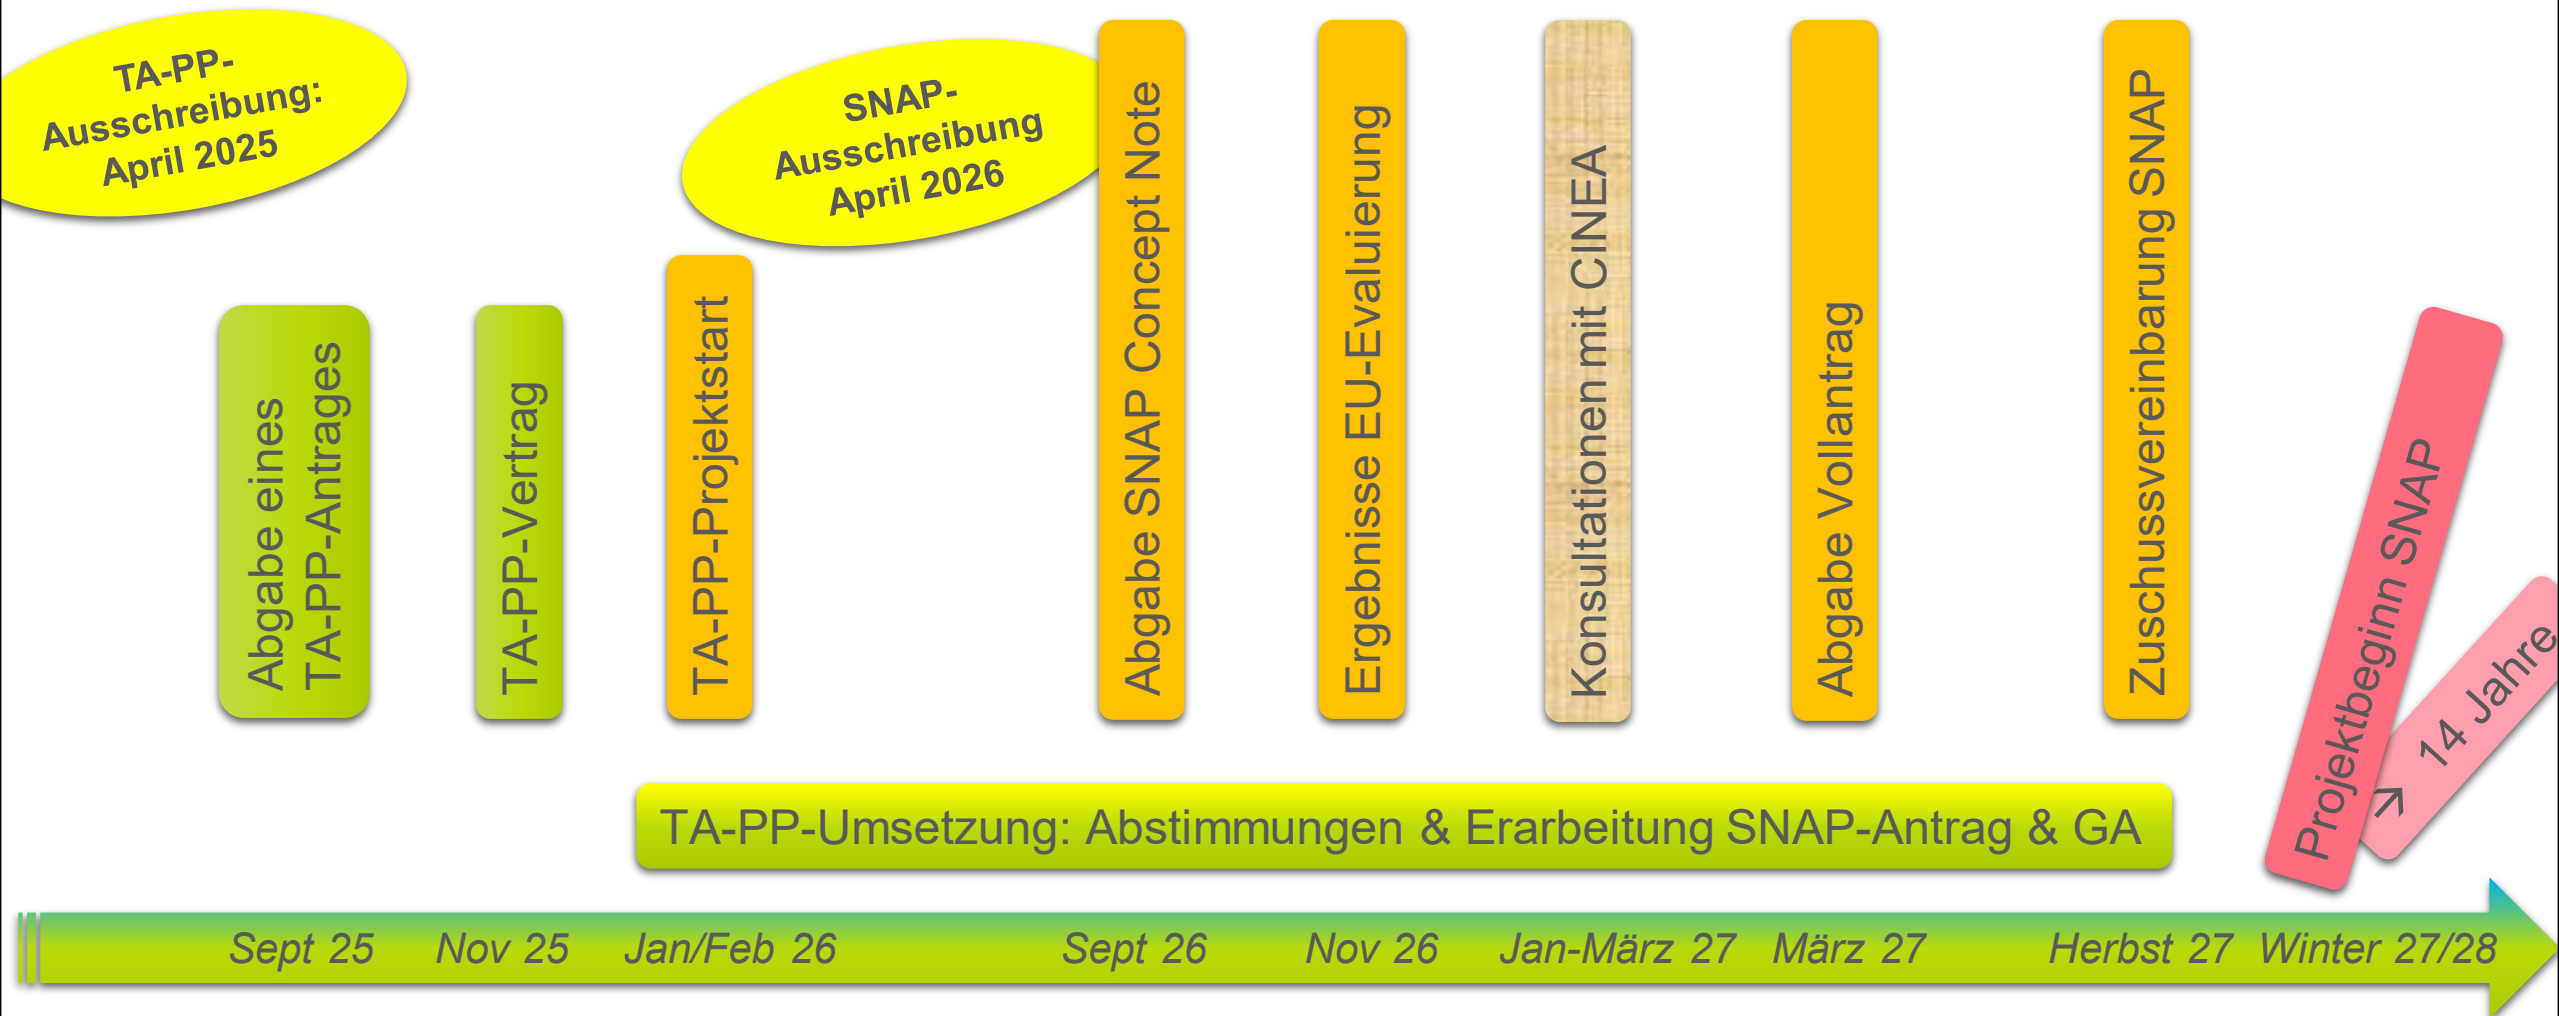 TA-PP-
Ausschreibung:
April 2025
SNAP-
Ausschreibung
April 2026
Abgabe eines
TA-PP-Antrages
TA-PP-Vertrag
TA-PP-Projektstart
Abgabe SNAP Concept Note
Ergebnisse EU-Evaluierung
Konsultationen mit CINEA
Abgabe Vollantrag
Zuschussvereinbarung SNAP
Projektbeginn SNAP
→ 14 Jahre
TA-PP-Umsetzung: Abstimmungen & Erarbeitung SNAP-Antrag & GA
Sept 25
Nov 25
Jan/Feb 26
Sept 26
Nov 26
Jan-März 27
März 27
Herbst 27
Winter 27/28